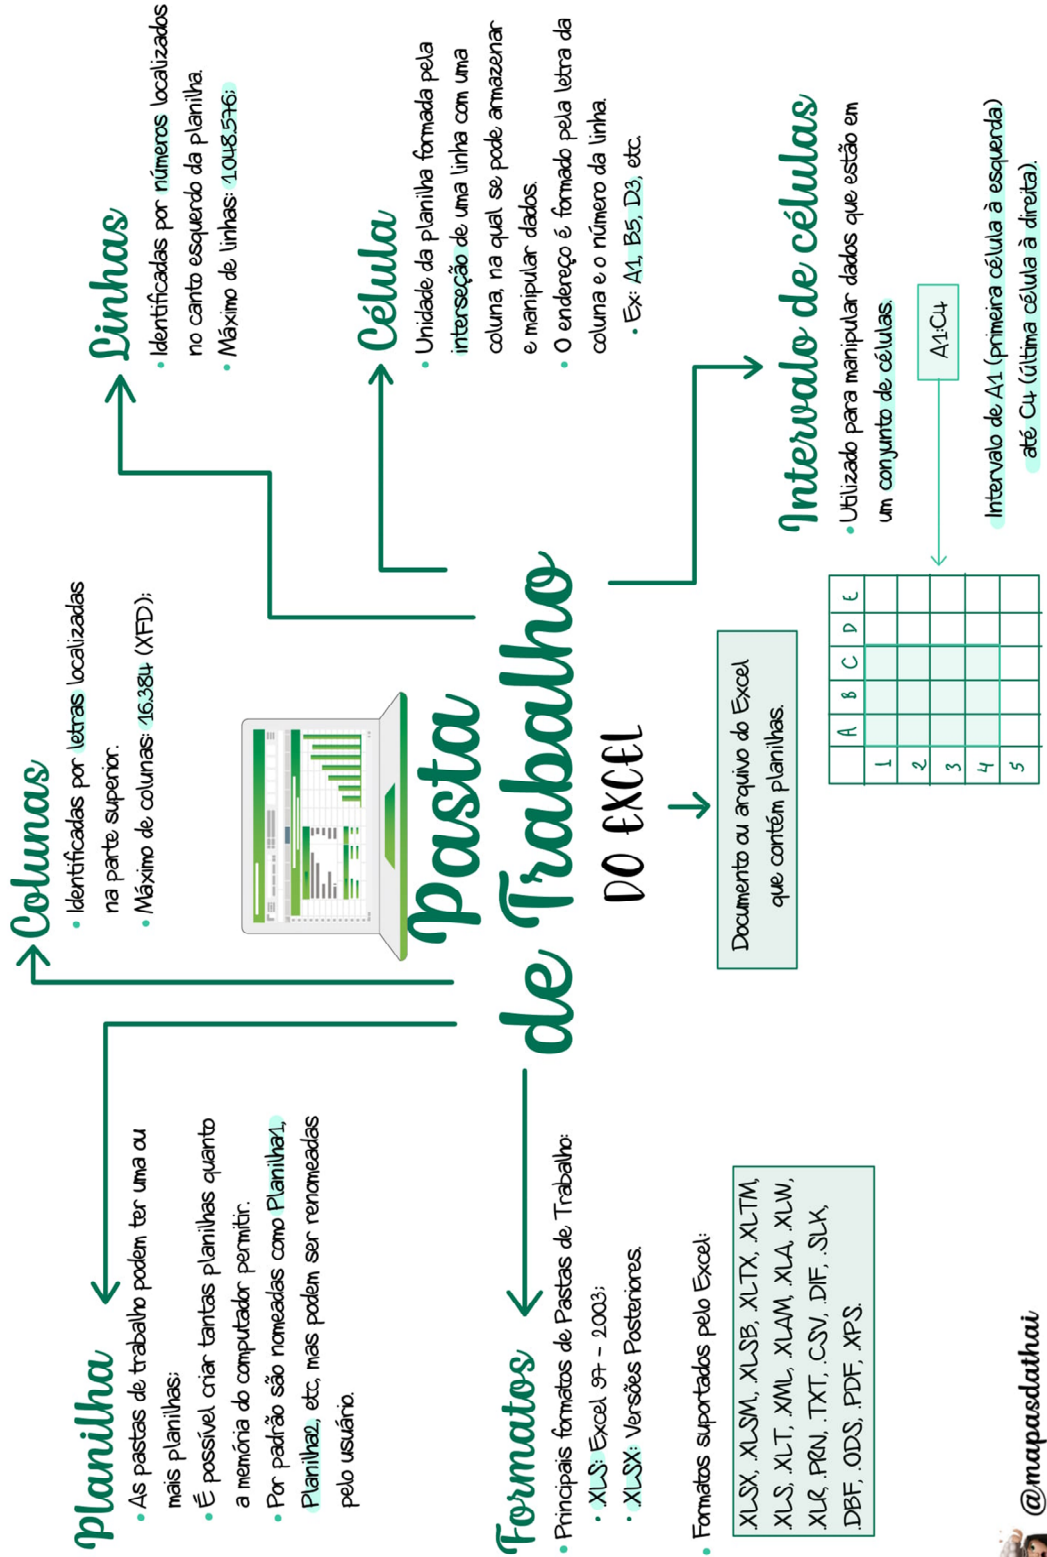 Planilha
As pastas de trabalho podem ter uma ou
mais planilhas;
É possível criar tantas planilhas quanto
a memória do computador permitir.
Por padrão são nomeadas como Planilha1,
Planilha2, etc, mas podem ser renomeadas
pelo usuário.
Colunas
Identificadas por letras localizadas
na parte superior.
Máximo de colunas: 16.384 (XFD);
Linhas
Identificadas por números localizados
no canto esquerdo da planilha.
Máximo de linhas: 1.048.576;
Pasta
de Trabalho
DO EXCEL
Documento ou arquivo do Excel
que contém planilhas.
Célula
Unidade da planilha formada pela
interseção de uma linha com uma
coluna, na qual se pode armazenar
e manipular dados.
O endereço é formado pela letra da
coluna e o número da linha.
Ex: A1, B5, D3, etc.
Formatos
Principais formatos de Pastas de Trabalho:
.XLS: Excel 97 - 2003;
.XLSX: Versões Posteriores.
Formatos suportados pelo Excel:
.XLSX, .XLSM, .XLSB, .XLTX, .XLTM,
.XLS, .XLT, .XML, .XLAM, .XLA, .XLW,
.XLR, .PRN, .TXT, .CSV, .DIF, .SLK,
.DBF, .ODS, .PDF, .XPS.
Intervalo de células
Utilizado para manipular dados que estão em
um conjunto de células.
A B C D E
1
2
3
4
5
A1:C4
Intervalo de A1 (primeira célula à esquerda)
até C4 (última célula à direita).
@mapasdathai